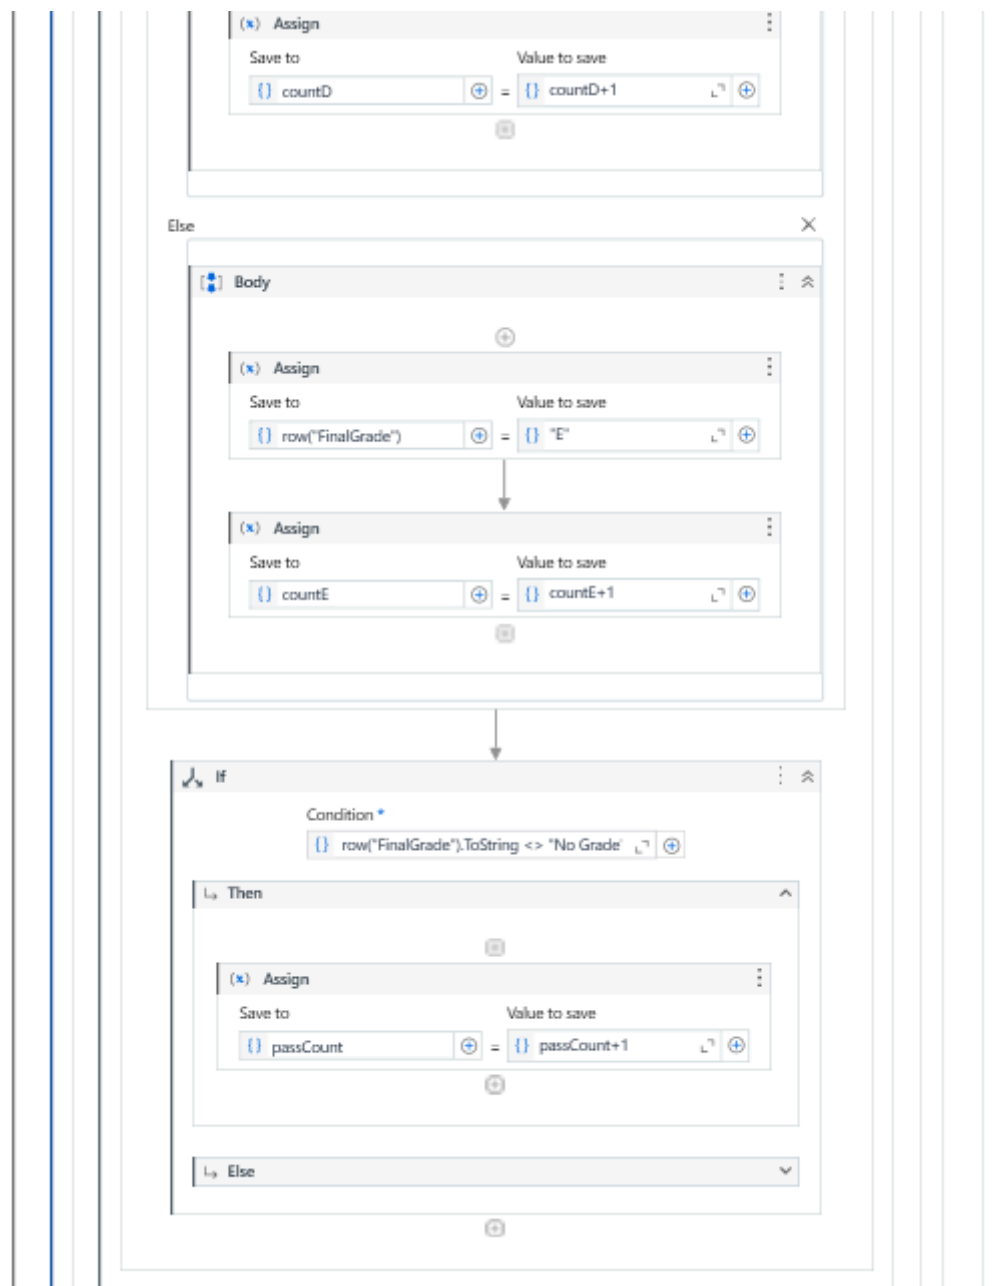 (x) Assign
Save to Value to save
{} countD = {} countD+1
Else
Body
(x) Assign
Save to Value to save
{} row("FinalGrade") = {} "E"
(x) Assign
Save to Value to save
{} countE = {} countE+1
If
Condition *
{} row("FinalGrade").ToString <> "No Grade'
Then
(x) Assign
Save to Value to save
{} passCount = {} passCount+1
Else